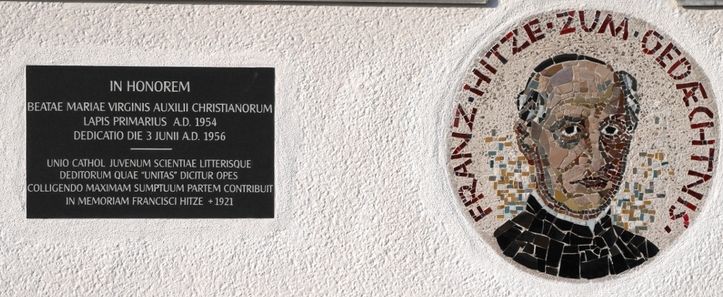 IN HONOREM
BEATAE MARIAE VIRGINIS AUXILII CHRISTIANORUM
LAPIS PRIMARIUS A.D. 1954
DEDICATIO DIE 3 JUNII A.D. 1956
UNIO CATHOL JUVENUM SCIENTIAE LITTERISQUE
DEDITORUM QUAE "UNITAS" DICITUR OPES
COLLIGENDO MAXIMAM SUMPTUUM PARTEM CONTRIBUIT
IN MEMORIAM FRANCISCI HITZE + 1921
FRANZ·HITZE·ZUM·GEDÆCHTNIS·